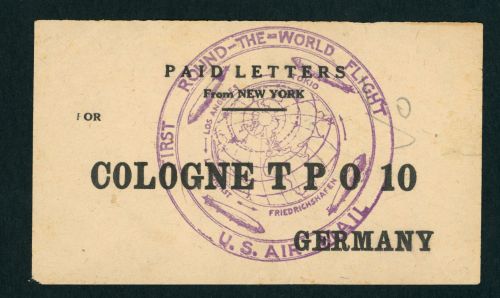 PAID LETTERS
From NEW YORK
FOR
COLOGNE T P O 10
GERMANY
FIRST ROUND-THE-WORLD FLIGHT
U.S. AIR MAIL
LOS ANGELES
TOKIO
FRIEDRICHSHAFEN